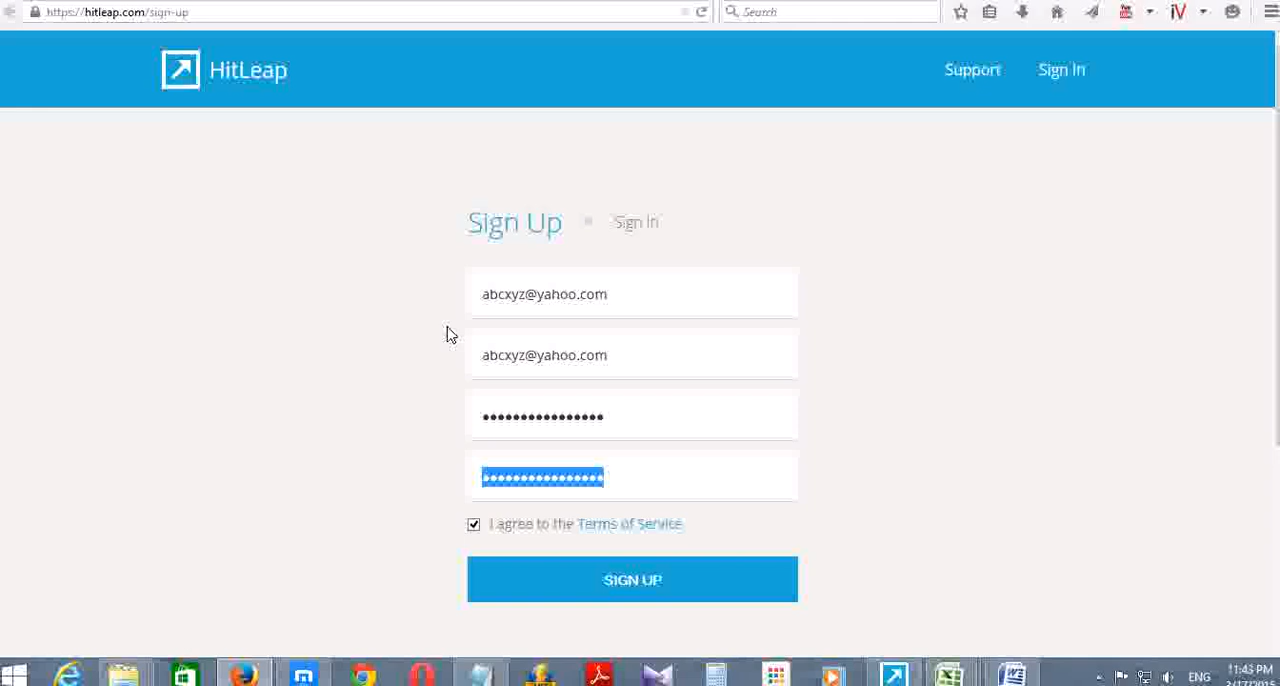 https://hitleap.com/sign-up
Search
HitLeap
Support
Sign In
Sign Up
Sign In
abcxyz@yahoo.com
abcxyz@yahoo.com
••••••••••••••••
••••••••••••••••
I agree to the Terms of Service
SIGN UP
ENG
11:43 PM